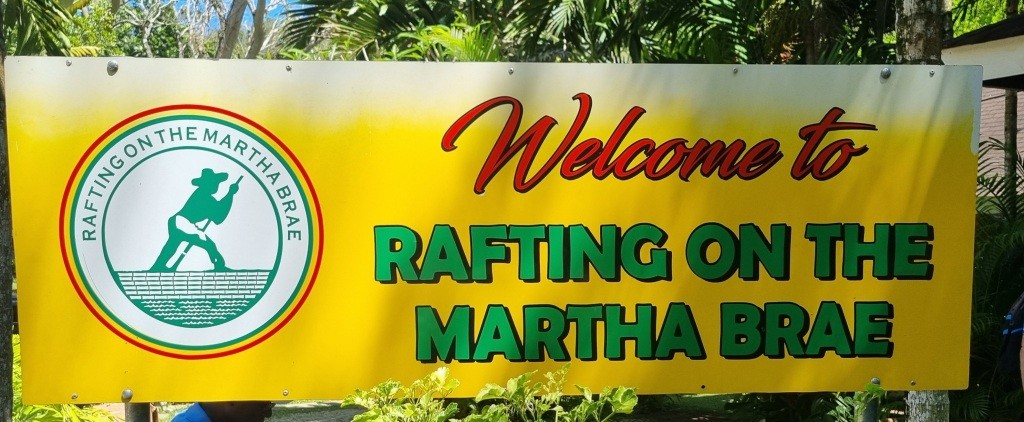 RAFTING ON THE MARTHA BRAE
Welcome to
RAFTING ON THE
MARTHA BRAE